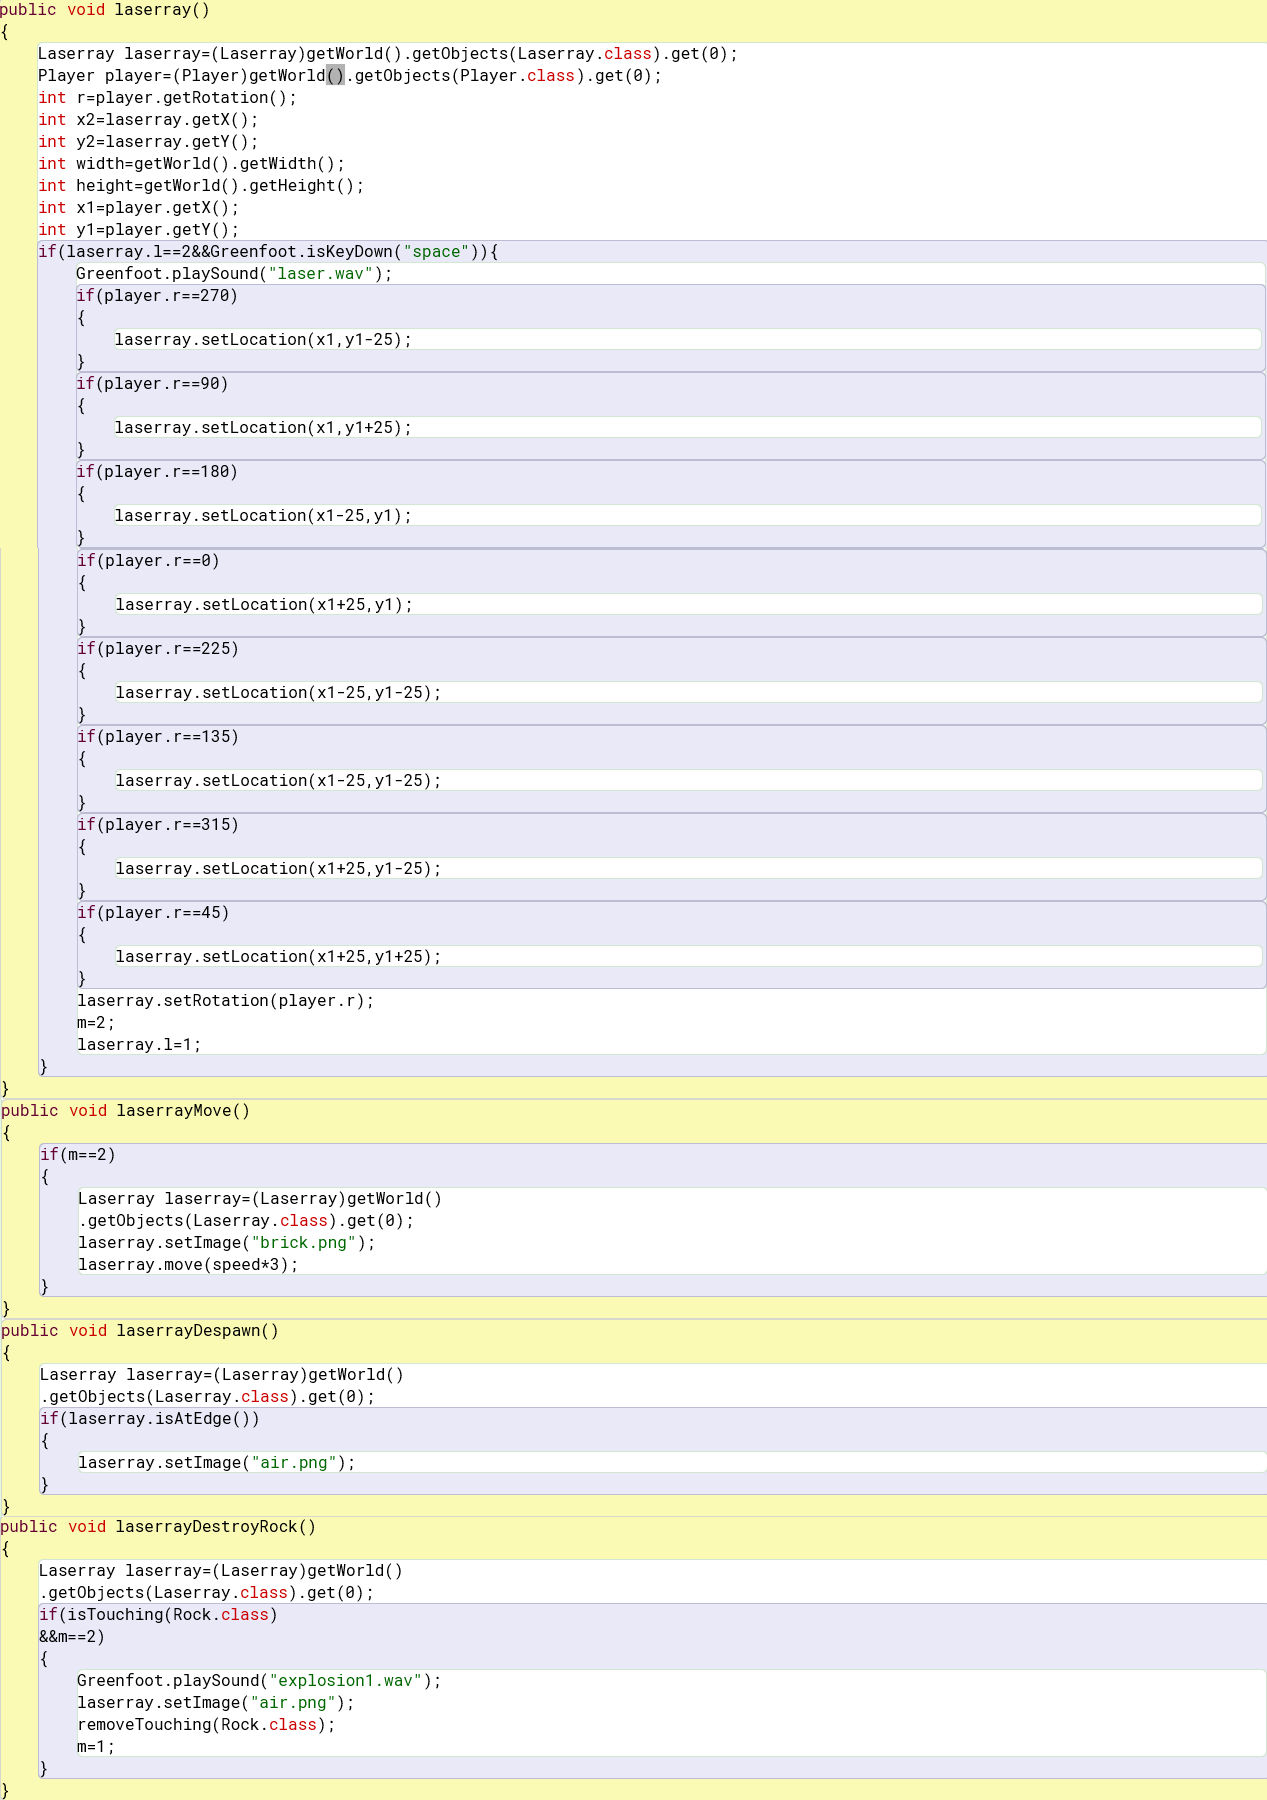 public void laserray()
{
    Laserray laserray=(Laserray)getWorld().getObjects(Laserray.class).get(0);
    Player player=(Player)getWorld().getObjects(Player.class).get(0);
    int r=player.getRotation();
    int x2=laserray.getX();
    int y2=laserray.getY();
    int width=getWorld().getWidth();
    int height=getWorld().getHeight();
    int x1=player.getX();
    int y1=player.getY();
    if(laserray.l==2&&Greenfoot.isKeyDown("space")){
        Greenfoot.playSound("laser.wav");
        if(player.r==270)
        {
            laserray.setLocation(x1,y1-25);
        }
        if(player.r==90)
        {
            laserray.setLocation(x1,y1+25);
        }
        if(player.r==180)
        {
            laserray.setLocation(x1-25,y1);
        }
        if(player.r==0)
        {
            laserray.setLocation(x1+25,y1);
        }
        if(player.r==225)
        {
            laserray.setLocation(x1-25,y1-25);
        }
        if(player.r==135)
        {
            laserray.setLocation(x1-25,y1-25);
        }
        if(player.r==315)
        {
            laserray.setLocation(x1+25,y1-25);
        }
        if(player.r==45)
        {
            laserray.setLocation(x1+25,y1+25);
        }
        laserray.setRotation(player.r);
        m=2;
        laserray.l=1;
    }
}
public void laserrayMove()
{
    if(m==2)
    {
        Laserray laserray=(Laserray)getWorld()
        .getObjects(Laserray.class).get(0);
        laserray.setImage("brick.png");
        laserray.move(speed*3);
    }
}
public void laserrayDespawn()
{
    Laserray laserray=(Laserray)getWorld()
    .getObjects(Laserray.class).get(0);
    if(laserray.isAtEdge())
    {
        laserray.setImage("air.png");
    }
}
public void laserrayDestroyRock()
{
    Laserray laserray=(Laserray)getWorld()
    .getObjects(Laserray.class).get(0);
    if(isTouching(Rock.class)
    &&m==2)
    {
        Greenfoot.playSound("explosion1.wav");
        laserray.setImage("air.png");
        removeTouching(Rock.class);
        m=1;
    }
}